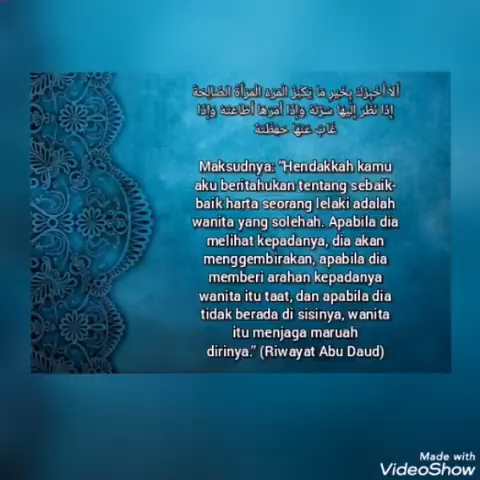 ألا أخبرك بخير ما يكنز المرء المرأة الصالحة
إذا نظر إليها سرته وإذا أمرها أطاعته وإذا
غاب عنها حفظته
Maksudnya: “Hendakkah kamu
aku beritahukan tentang sebaik-
baik harta seorang lelaki adalah
wanita yang solehah. Apabila dia
melihat kepadanya, dia akan
menggembirakan, apabila dia
memberi arahan kepadanya
wanita itu taat, dan apabila dia
tidak berada di sisinya, wanita
itu menjaga maruah
dirinya.” (Riwayat Abu Daud)
Made with
VideoShow